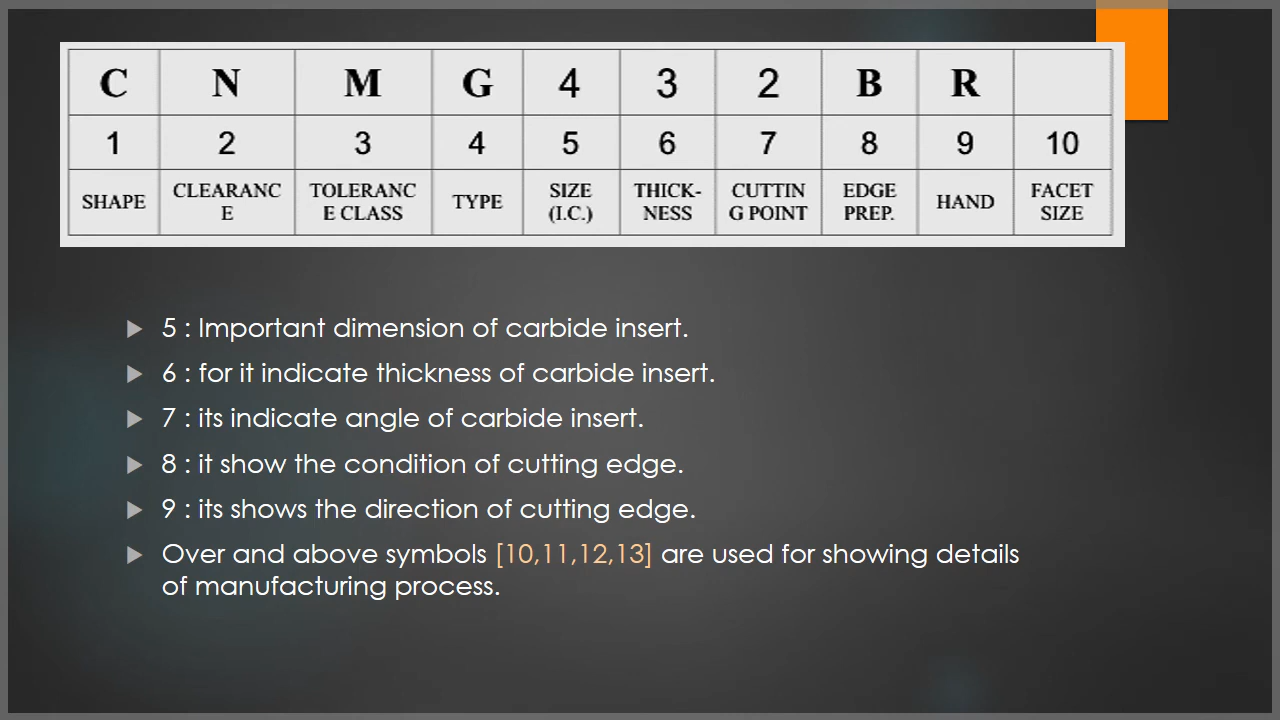 C N M G 4 3 2 B R
1 2 3 4 5 6 7 8 9 10
SHAPE CLEARANC TOLERANC TYPE SIZE THICK- CUTTIN EDGE HAND FACET
E E CLASS (I.C.) NESS G POINT PREP. SIZE
5 : Important dimension of carbide insert.
6 : for it indicate thickness of carbide insert.
7 : its indicate angle of carbide insert.
8 : it show the condition of cutting edge.
9 : its shows the direction of cutting edge.
Over and above symbols [10,11,12,13] are used for showing details
of manufacturing process.